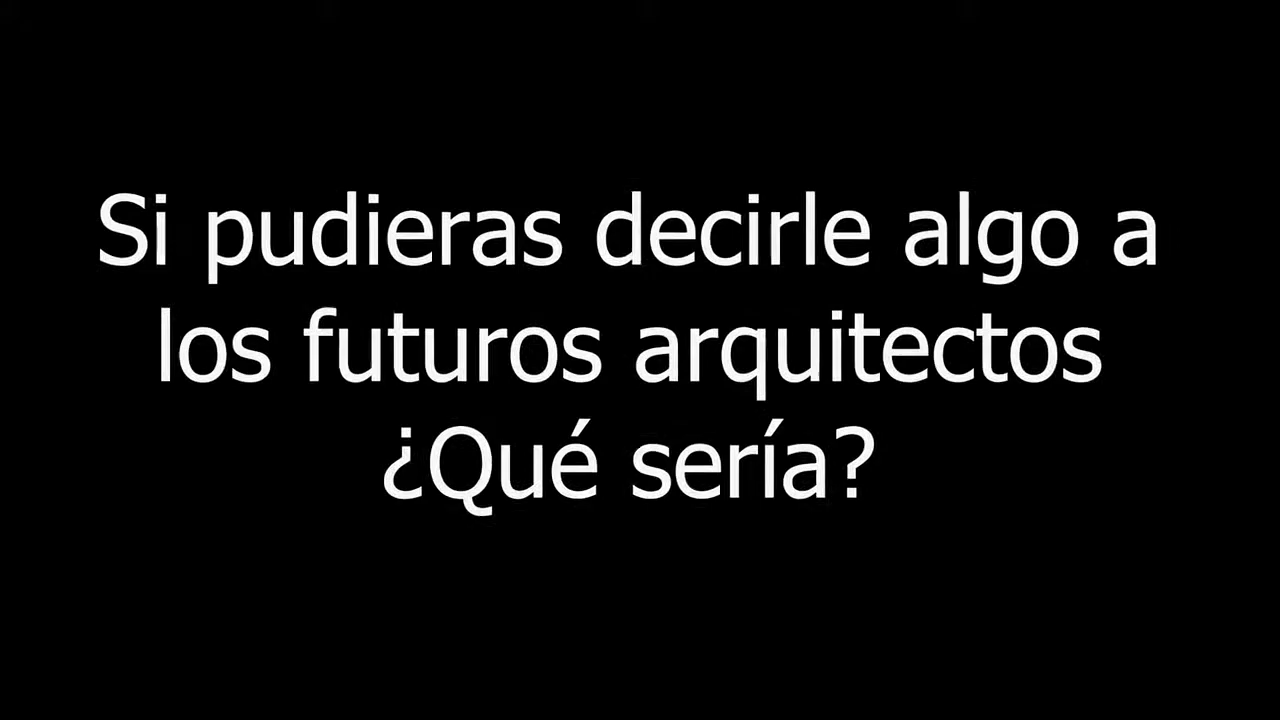 Si pudieras decirle algo a
los futuros arquitectos
¿Qué sería?